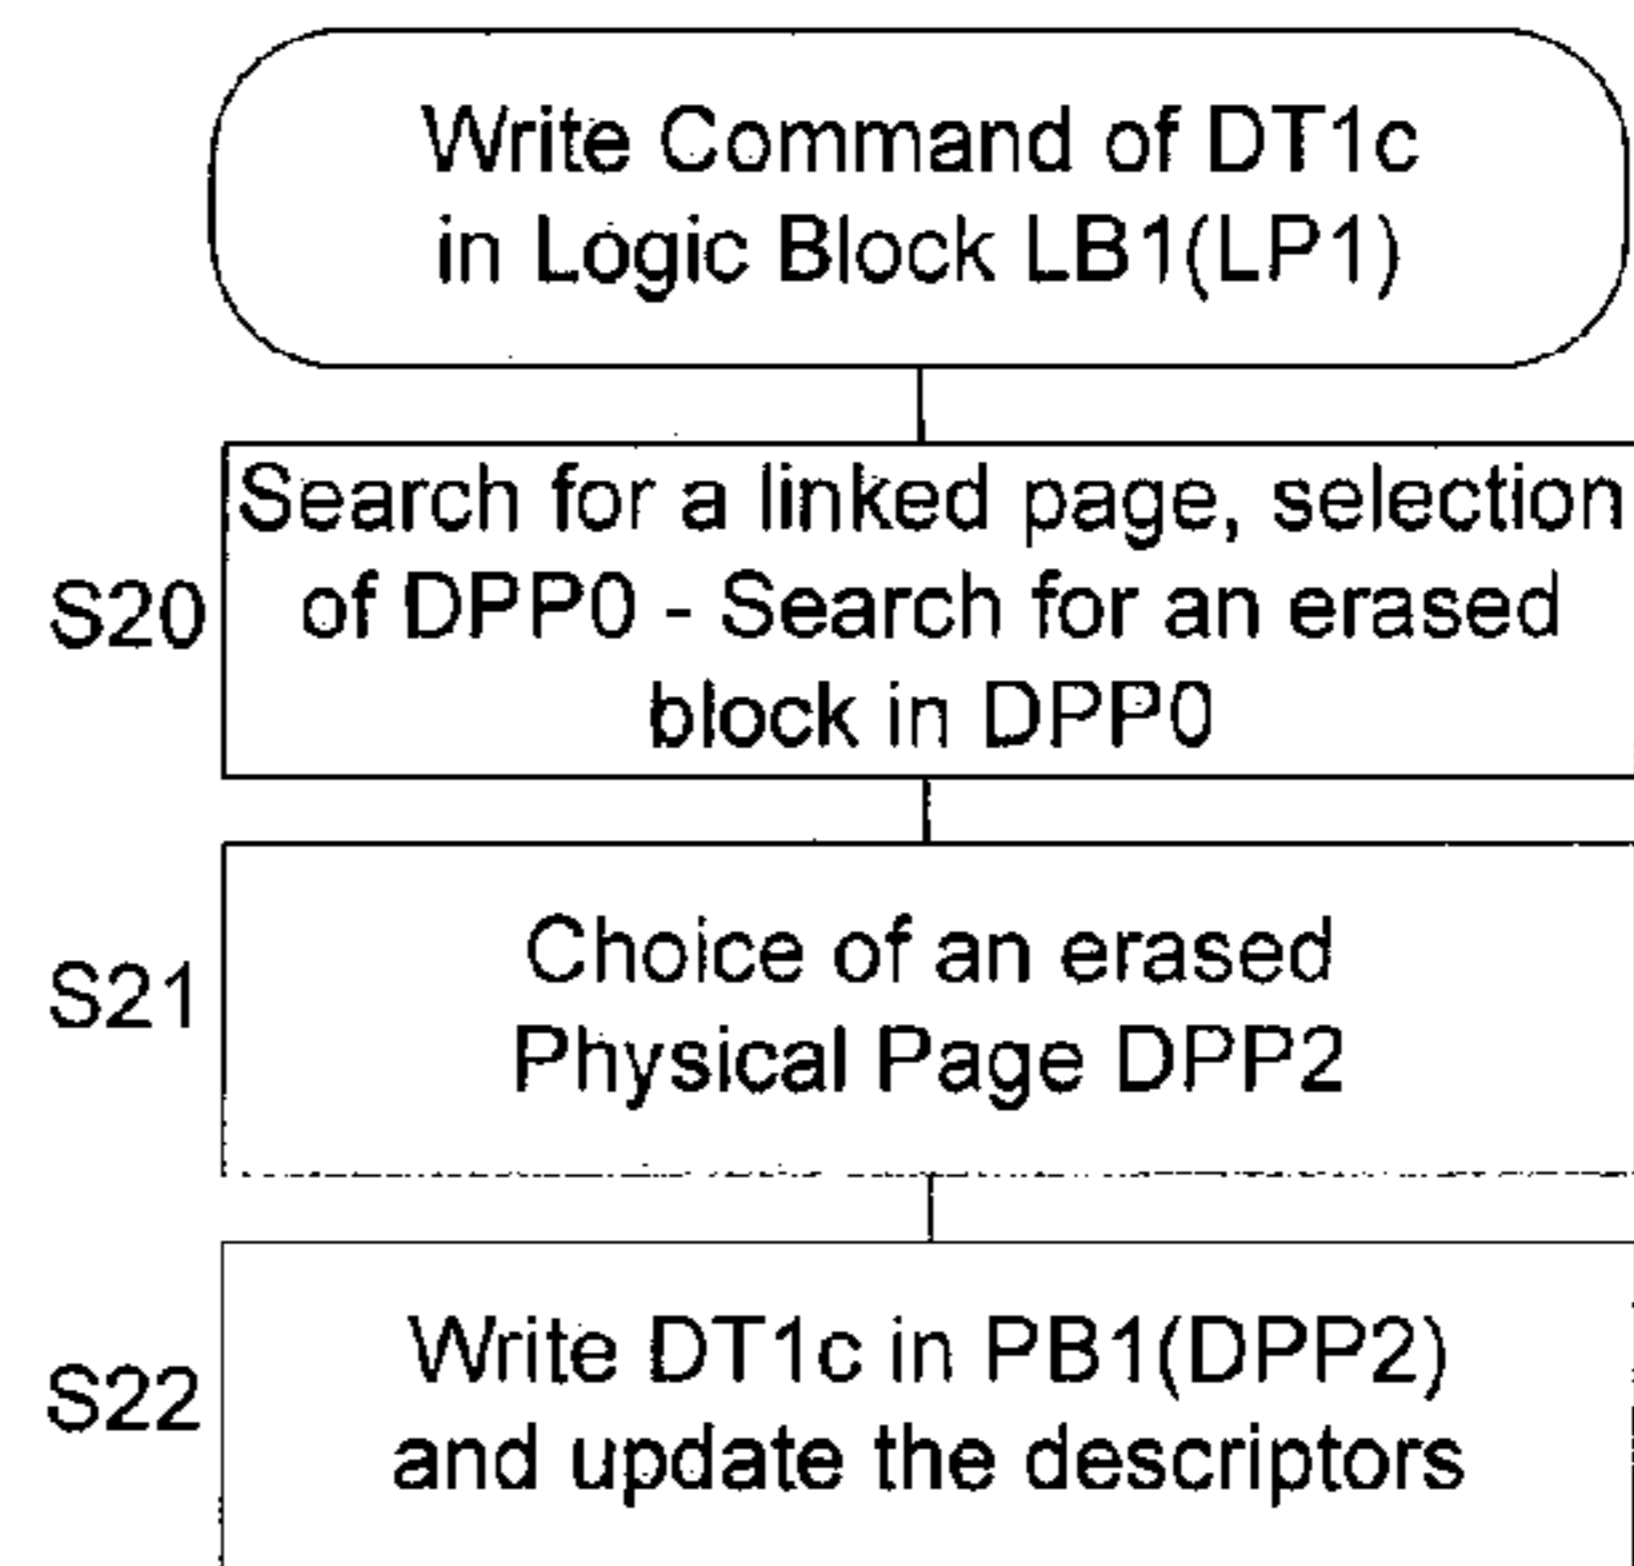 Write Command of DT1c
in Logic Block LB1(LP1)
Search for a linked page, selection
S20
of DPP0 - Search for an erased
block in DPP0
Choice of an erased
S21
Physical Page DPP2
Write DT1c in PB1(DPP2)
S22
and update the descriptors